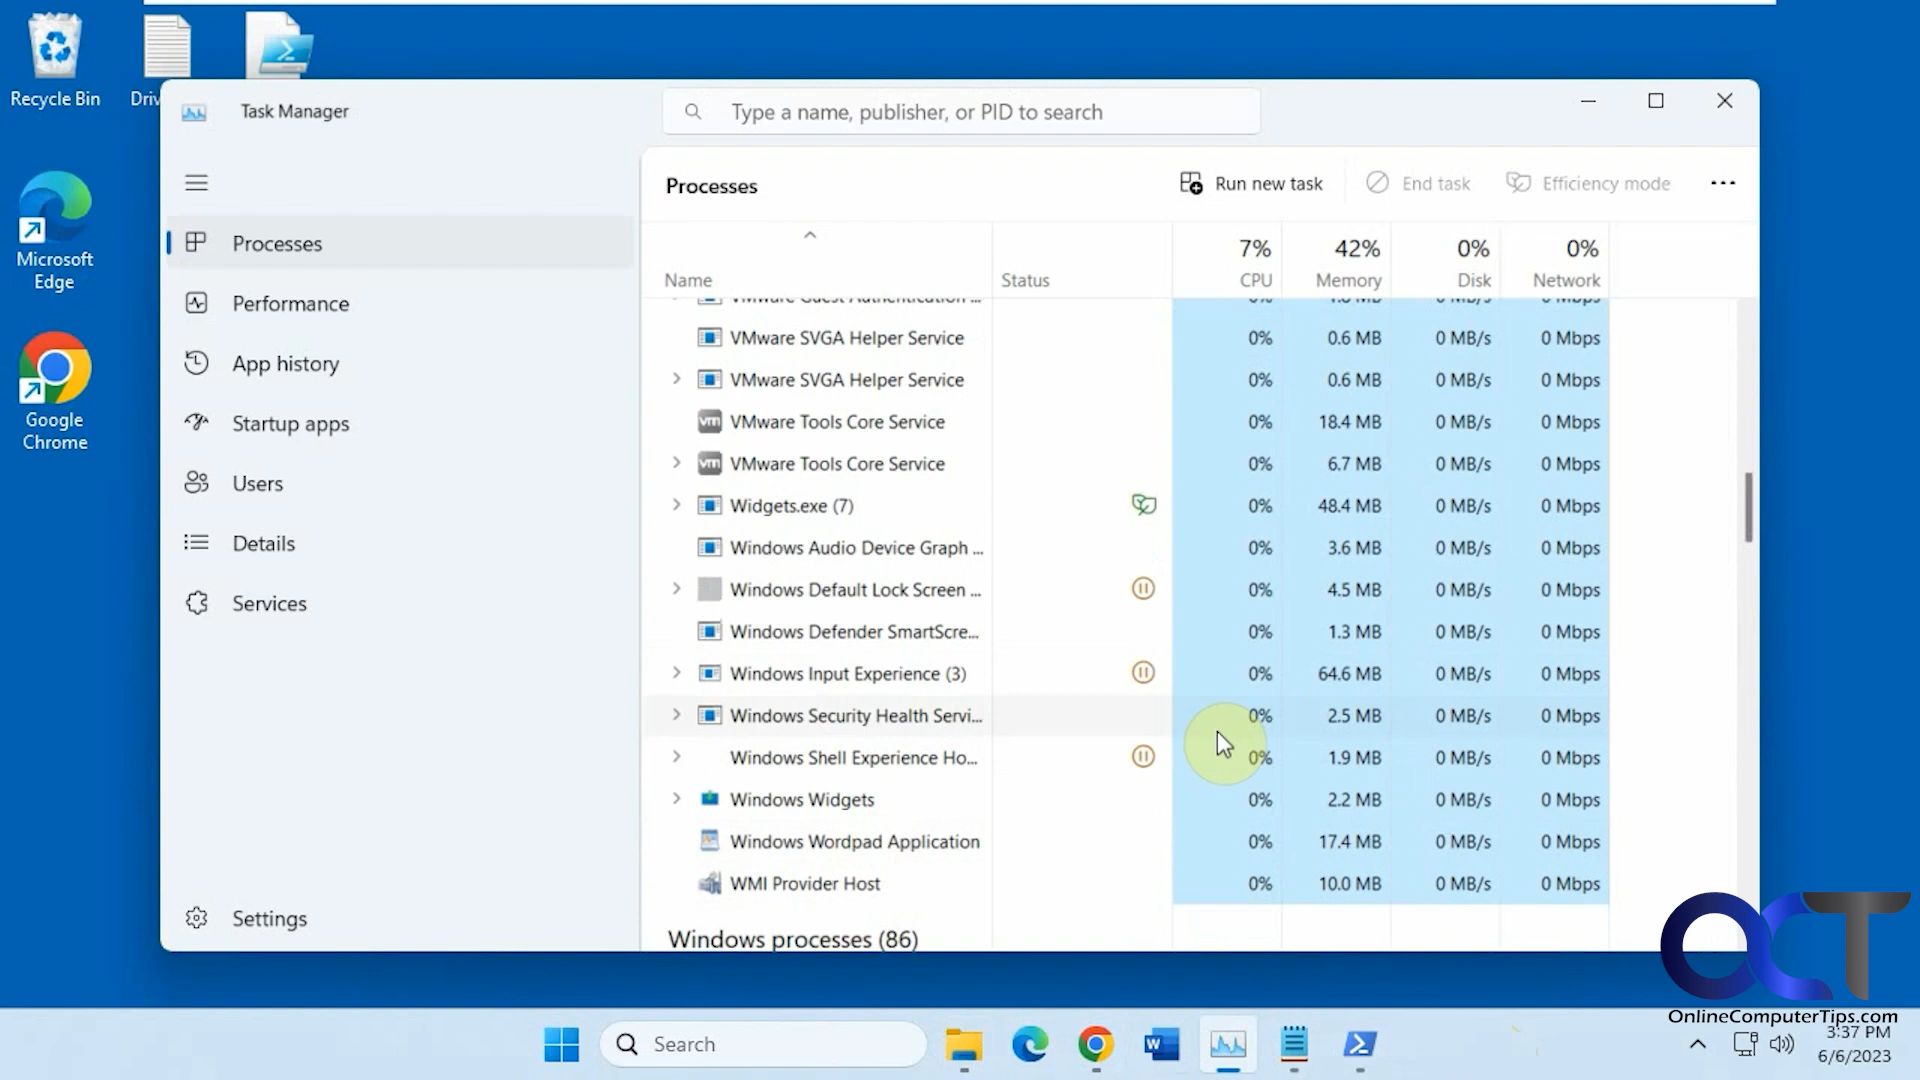 Recycle Bin
Driv
Task Manager
Type a name, publisher, or PID to search
Processes
Run new task
End task
Efficiency mode
Processes
Performance
App history
Startup apps
Users
Details
Services
Settings
Microsoft
Edge
Google
Chrome
7% 42% 0% 0%
Name Status CPU Memory Disk Network
VMware Guest Authentication ...
VMware SVGA Helper Service 0% 0.6 MB 0 MB/s 0 Mbps
VMware SVGA Helper Service 0% 0.6 MB 0 MB/s 0 Mbps
VMware Tools Core Service 0% 18.4 MB 0 MB/s 0 Mbps
VMware Tools Core Service 0% 6.7 MB 0 MB/s 0 Mbps
Widgets.exe (7) 0% 48.4 MB 0 MB/s 0 Mbps
Windows Audio Device Graph ... 0% 3.6 MB 0 MB/s 0 Mbps
Windows Default Lock Screen ... 0% 4.5 MB 0 MB/s 0 Mbps
Windows Defender SmartScre... 0% 1.3 MB 0 MB/s 0 Mbps
Windows Input Experience (3) 0% 64.6 MB 0 MB/s 0 Mbps
Windows Security Health Servi... 0% 2.5 MB 0 MB/s 0 Mbps
Windows Shell Experience Ho... 0% 1.9 MB 0 MB/s 0 Mbps
Windows Widgets 0% 2.2 MB 0 MB/s 0 Mbps
Windows Wordpad Application 0% 17.4 MB 0 MB/s 0 Mbps
WMI Provider Host 0% 10.0 MB 0 MB/s 0 Mbps
Windows processes (86)
OCT
OnlineComputerTips.com
Search
3:37 PM
6/6/2023